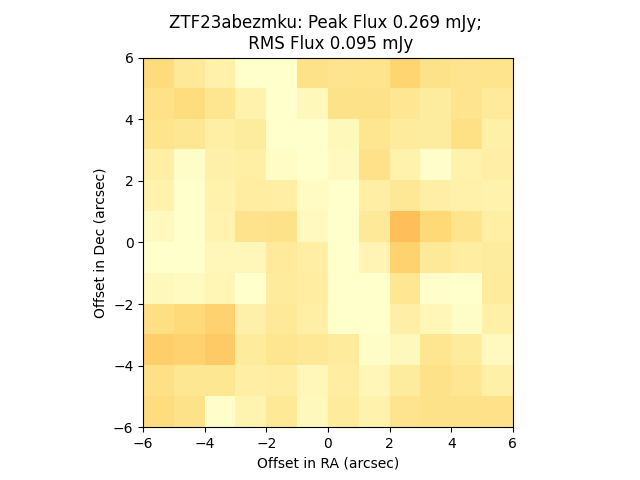 ZTF23abezmku: Peak Flux 0.269 mJy;
RMS Flux 0.095 mJy
6
4
2
0
−2
−4
−6
Offset in Dec (arcsec)
−6 −4 −2 0 2 4 6
Offset in RA (arcsec)